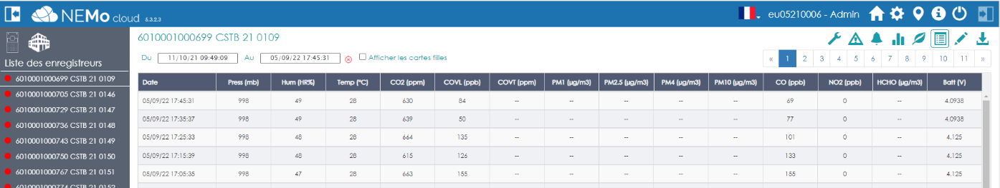 NEMo cloud 5.3.2.3
eu05210006 - Admin
Liste des enregistreurs
6010001000699 CSTB 21 0109
6010001000705 CSTB 21 0146
6010001000729 CSTB 21 0147
6010001000736 CSTB 21 0148
6010001000743 CSTB 21 0149
6010001000750 CSTB 21 0150
6010001000767 CSTB 21 0151
6010001000774 CSTB 21 0152
6010001000699 CSTB 21 0109
Du 11/10/21 09:49:09 Au 05/09/22 17:45:31 Afficher les cartes filles
« 1 2 3 4 5 6 7 8 9 10 11 »
Date Press (mb) Hum (HR%) Temp (°C) CO2 (ppm) COVL (ppb) COVT (ppm) PM1 (µg/m3) PM2.5 (µg/m3) PM4 (µg/m3) PM10 (µg/m3) CO (ppb) NO2 (ppb) HCHO (µg/m3) Batt (V)
05/09/22 17:45:31 998 49 28 630 84 -- -- -- -- -- 69 0 -- 4.0938
05/09/22 17:35:37 998 49 28 639 50 -- -- -- -- -- 77 0 -- 4.0938
05/09/22 17:25:33 998 48 28 664 135 -- -- -- -- -- 101 0 -- 4.125
05/09/22 17:15:39 998 48 28 615 126 -- -- -- -- -- 133 0 -- 4.125
05/09/22 17:05:35 998 47 28 663 155 -- -- -- -- -- 155 0 -- 4.125